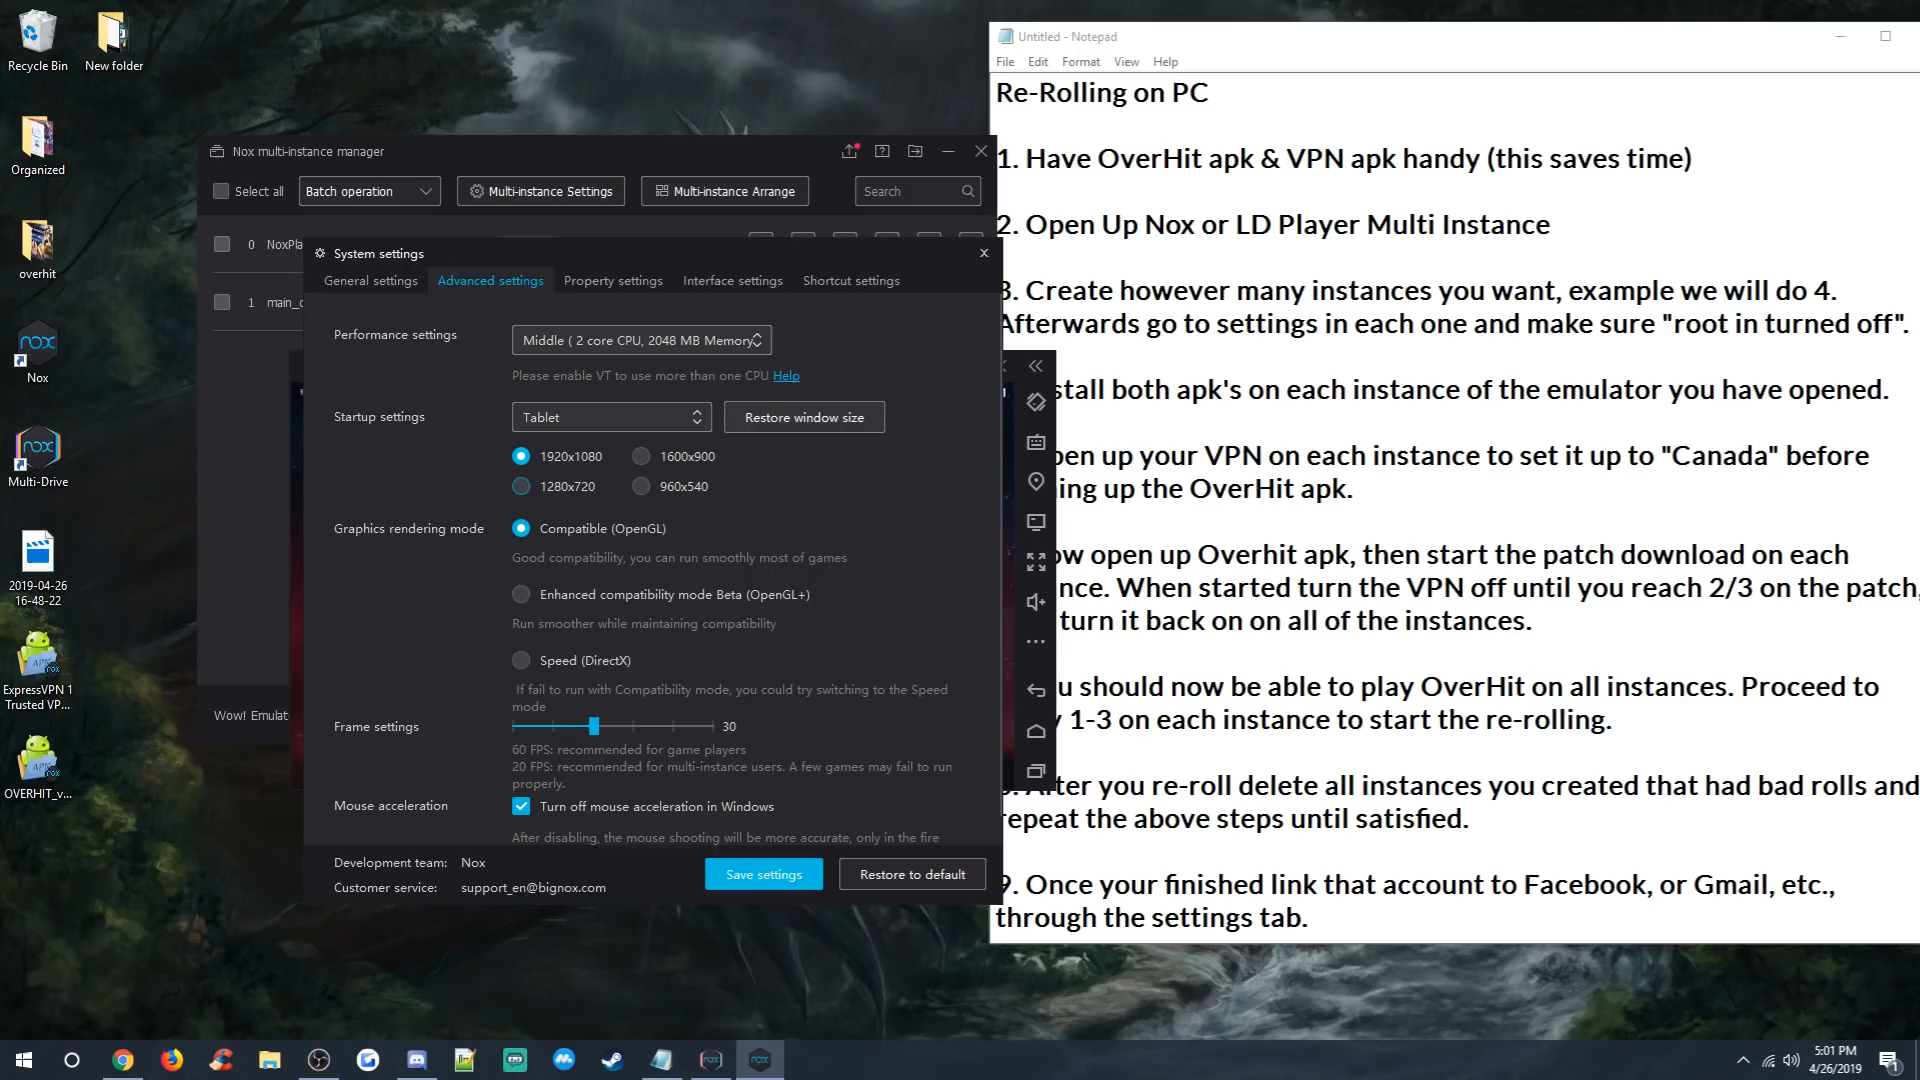 Recycle Bin
New folder
Organized
overhit
Nox
Multi-Drive
2019-04-26
16-48-22
ExpressVPN 1
Trusted VP...
OVERHIT_v...
Nox multi-instance manager
Select all
Batch operation
Multi-instance Settings
Multi-instance Arrange
Search
0 NoxPla
1 main_c
Wow! Emulat
System settings
General settings
Advanced settings
Property settings
Interface settings
Shortcut settings
Performance settings
Middle ( 2 core CPU, 2048 MB Memory
Please enable VT to use more than one CPU Help
Startup settings
Tablet
Restore window size
1920x1080
1600x900
1280x720
960x540
Graphics rendering mode
Compatible (OpenGL)
Good compatibility, you can run smoothly most of games
Enhanced compatibility mode Beta (OpenGL+)
Run smoother while maintaining compatibility
Speed (DirectX)
If fail to run with Compatibility mode, you could try switching to the Speed
mode
Frame settings
30
60 FPS: recommended for game players
20 FPS: recommended for multi-instance users. A few games may fail to run
properly.
Mouse acceleration
Turn off mouse acceleration in Windows
After disabling, the mouse shooting will be more accurate, only in the fire
Development team: Nox
Customer service: support_en@bignox.com
Save settings
Restore to default
Untitled - Notepad
File Edit Format View Help
Re-Rolling on PC
1. Have OverHit apk & VPN apk handy (this saves time)
2. Open Up Nox or LD Player Multi Instance
3. Create however many instances you want, example we will do 4.
Afterwards go to settings in each one and make sure "root in turned off".
stall both apk's on each instance of the emulator you have opened.
pen up your VPN on each instance to set it up to "Canada" before
ing up the OverHit apk.
ow open up Overhit apk, then start the patch download on each
nce. When started turn the VPN off until you reach 2/3 on the patch,
turn it back on on all of the instances.
u should now be able to play OverHit on all instances. Proceed to
y 1-3 on each instance to start the re-rolling.
8. After you re-roll delete all instances you created that had bad rolls and
repeat the above steps until satisfied.
9. Once your finished link that account to Facebook, or Gmail, etc.,
through the settings tab.
5:01 PM
4/26/2019
1